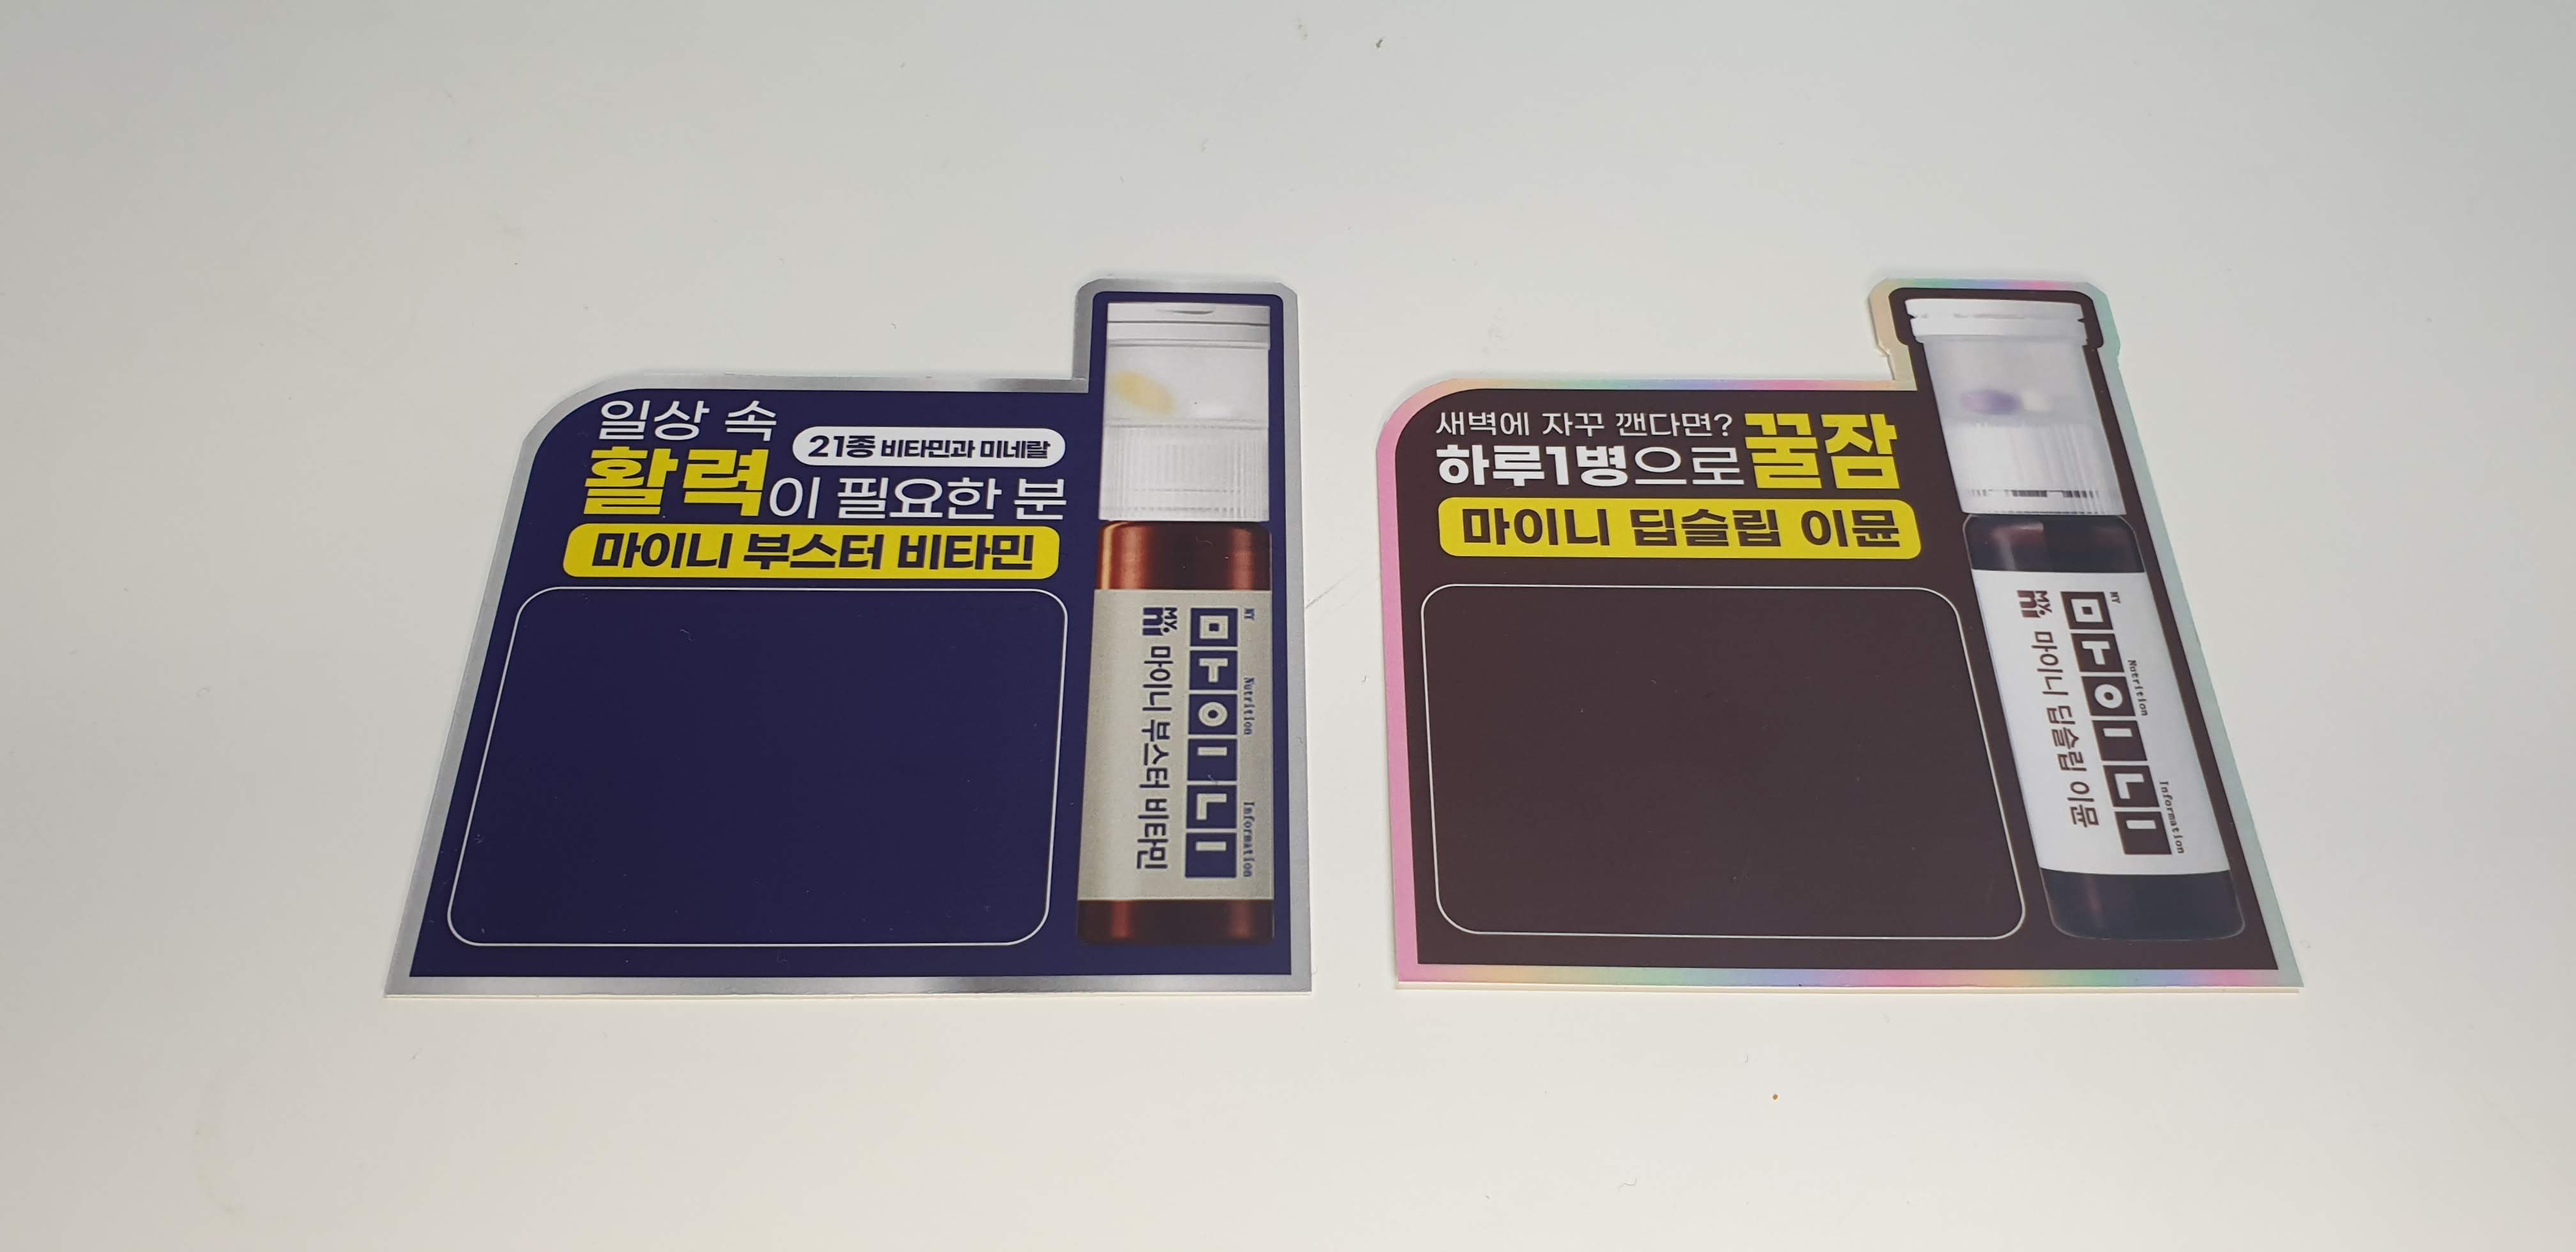 일상 속
21종 비타민과 미네랄
활력이 필요한 분
마이니 부스터 비타민
MY Nutrition Information
마이니
MY.NI 마이니 부스터 비타민
새벽에 자꾸 깬다면?
하루1병으로 꿀잠
마이니 딥슬립 이뮨
MY Nutrition Information
마이니
MY.NI 마이니 딥슬립 이뮨